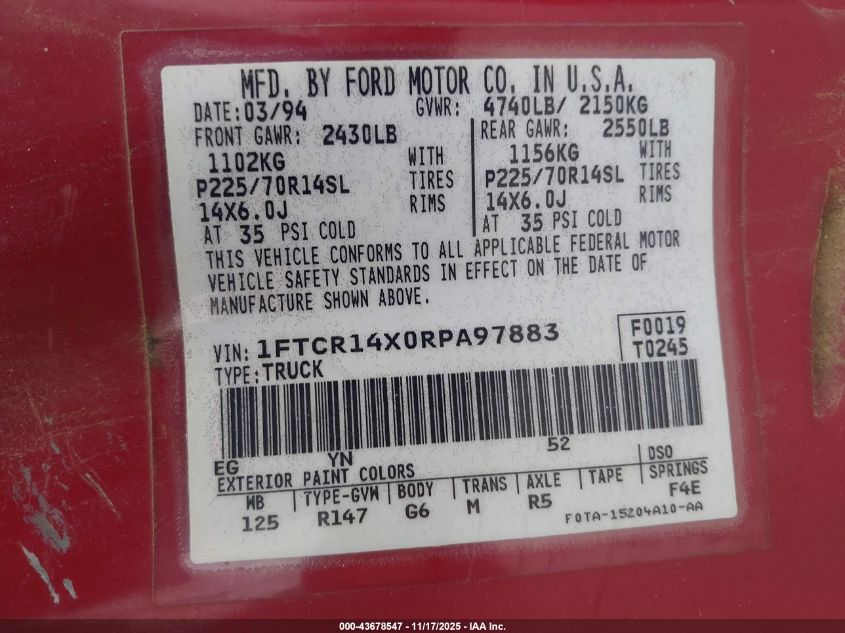 MFD. BY FORD MOTOR CO. IN U.S.A.
DATE: 03/94 GVWR: 4740LB/ 2150KG
FRONT GAWR: 2430LB REAR GAWR: 2550LB
1102KG WITH 1156KG WITH
P225/70R14SL TIRES P225/70R14SL TIRES
14X6.0J RIMS 14X6.0J RIMS
AT 35 PSI COLD AT 35 PSI COLD
THIS VEHICLE CONFORMS TO ALL APPLICABLE FEDERAL MOTOR
VEHICLE SAFETY STANDARDS IN EFFECT ON THE DATE OF
MANUFACTURE SHOWN ABOVE.
VIN: 1FTCR14X0RPA97883 F0019
TYPE: TRUCK T0245
EG YN 52
EXTERIOR PAINT COLORS DSO
WB TYPE-GVW BODY TRANS AXLE TAPE SPRINGS
125 R147 G6 M R5 F4E
F0TA-15204A10-AA
000-43678547 - 11/17/2025 - IAA Inc.